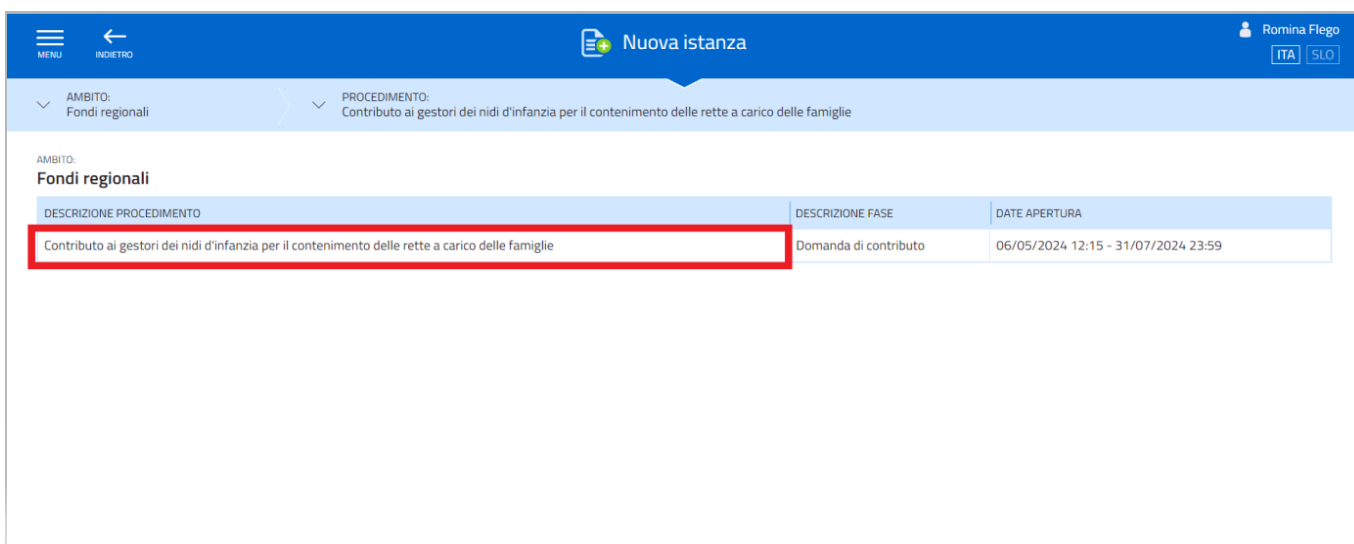 MENU
INDIETRO
Nuova istanza
Romina Flego
ITA SLO
AMBITO:
Fondi regionali
PROCEDIMENTO:
Contributo ai gestori dei nidi d'infanzia per il contenimento delle rette a carico delle famiglie
AMBITO:
Fondi regionali
DESCRIZIONE PROCEDIMENTO DESCRIZIONE FASE DATE APERTURA
Contributo ai gestori dei nidi d'infanzia per il contenimento delle rette a carico delle famiglie Domanda di contributo 06/05/2024 12:15 - 31/07/2024 23:59